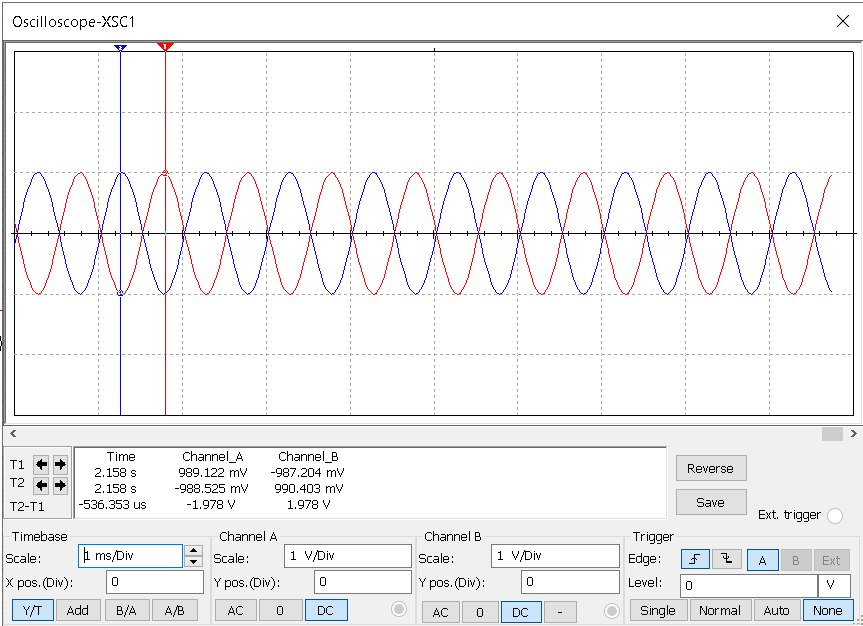 Oscilloscope-XSC1
2 1
T1 Time Channel_A Channel_B
2.158 s 989.122 mV -987.204 mV
T2 2.158 s -988.525 mV 990.403 mV
T2-T1 -536.353 us -1.978 V 1.978 V
Reverse
Save
Ext. trigger
Timebase
Scale: 1 ms/Div
X pos.(Div): 0
Y/T Add B/A A/B
Channel A
Scale: 1 V/Div
Y pos.(Div): 0
AC 0 DC
Channel B
Scale: 1 V/Div
Y pos.(Div): 0
AC 0 DC -
Trigger
Edge: A B Ext
Level: 0 V
Single Normal Auto None